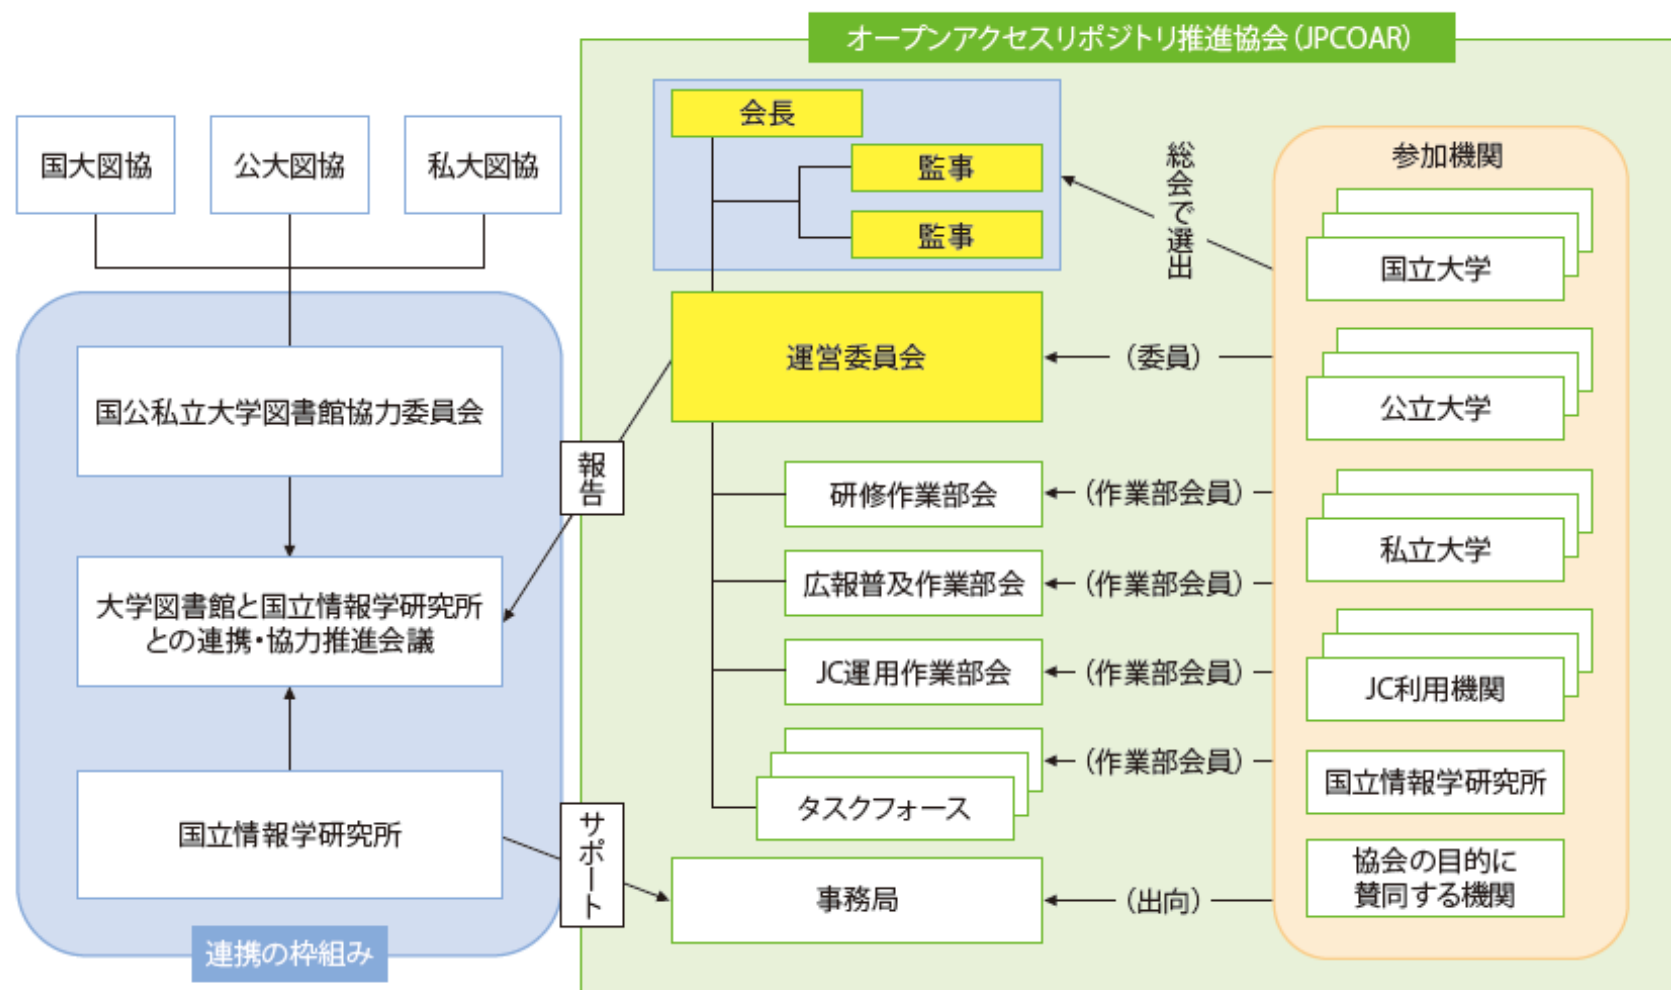 オープンアクセスリポジトリ推進協会（JPCOAR）
国大図協
公大図協
私大図協
国公私立大学図書館協力委員会
大学図書館と国立情報学研究所
との連携・協力推進会議
国立情報学研究所
連携の枠組み
報告
サポート
会長
監事
監事
運営委員会
研修作業部会
広報普及作業部会
JC運用作業部会
タスクフォース
事務局
総会で選出
（委員）
（作業部会員）
（作業部会員）
（作業部会員）
（作業部会員）
（出向）
参加機関
国立大学
公立大学
私立大学
JC利用機関
国立情報学研究所
協会の目的に
賛同する機関